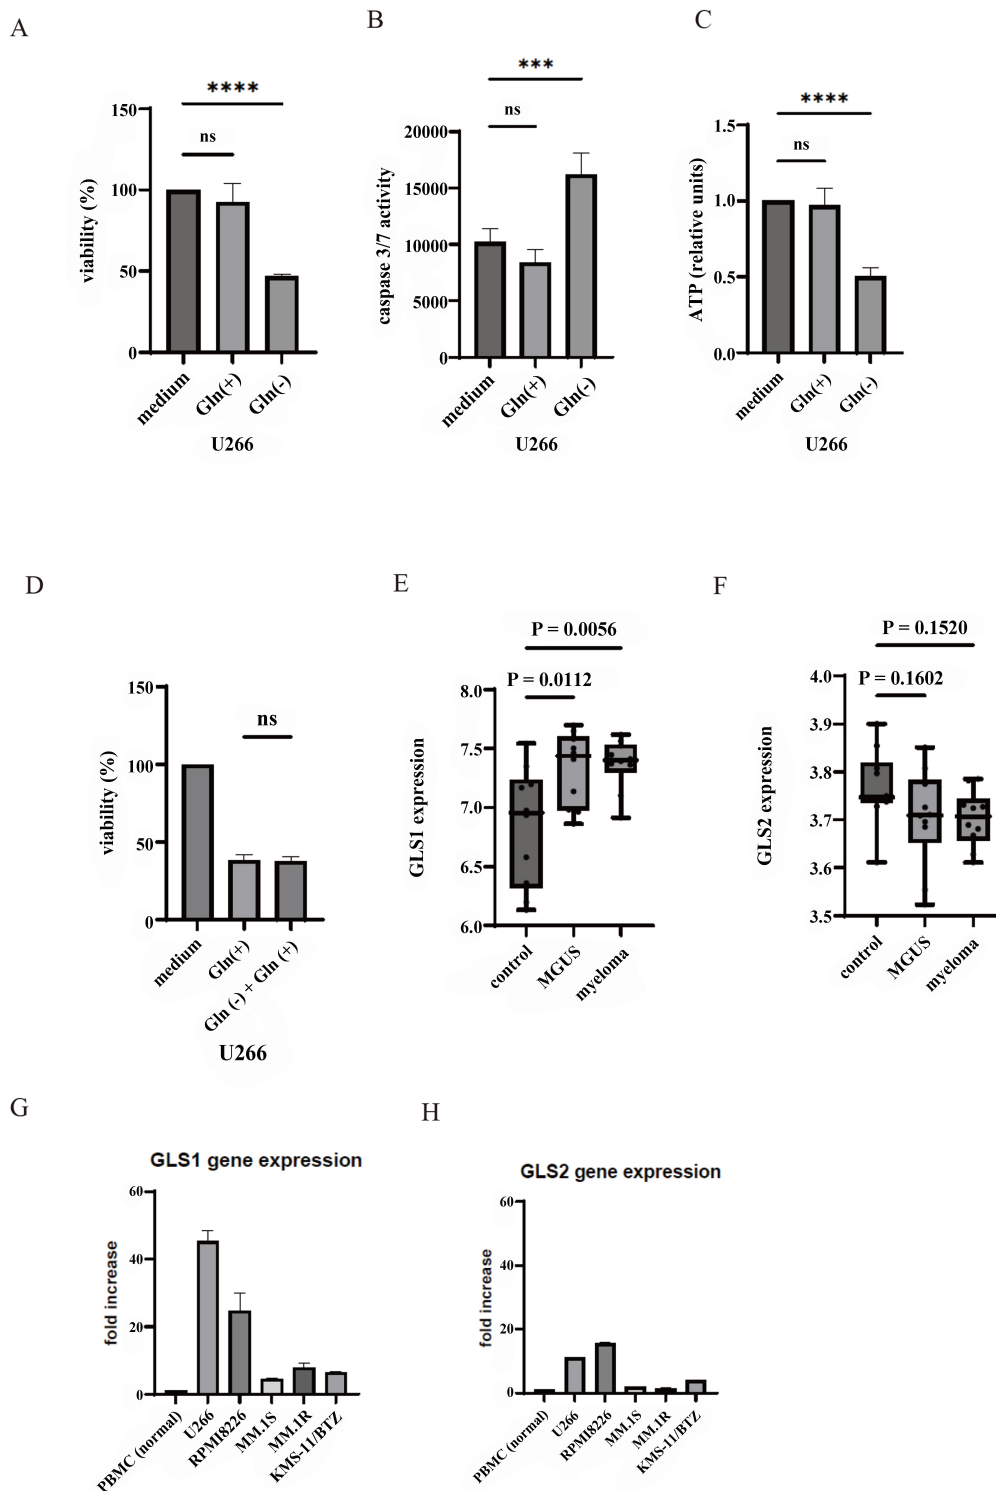 A
B
C
****
150
ns
100
50
0
viability (%)
medium
Gln(+)
Gln(-)
U266
***
ns
20000
15000
10000
5000
0
caspase 3/7 activity
medium
Gln(+)
Gln(-)
U266
****
1.5
ns
1.0
0.5
0.0
ATP (relative units)
medium
Gln(+)
Gln(-)
U266
D
E
F
150
ns
100
50
0
viability (%)
medium
Gln(+)
Gln (-) + Gln (+)
U266
P = 0.0056
P = 0.0112
8.0
7.5
7.0
6.5
6.0
GLS1 expression
control
MGUS
myeloma
P = 0.1520
P = 0.1602
4.0
3.9
3.8
3.7
3.6
3.5
GLS2 expression
control
MGUS
myeloma
G
H
GLS1 gene expression
60
40
20
0
fold increase
PBMC (normal)
U266
RPMI8226
MM.1S
MM.1R
KMS-11/BTZ
GLS2 gene expression
60
40
20
0
fold increase
PBMC (normal)
U266
RPMI8226
MM.1S
MM.1R
KMS-11/BTZ